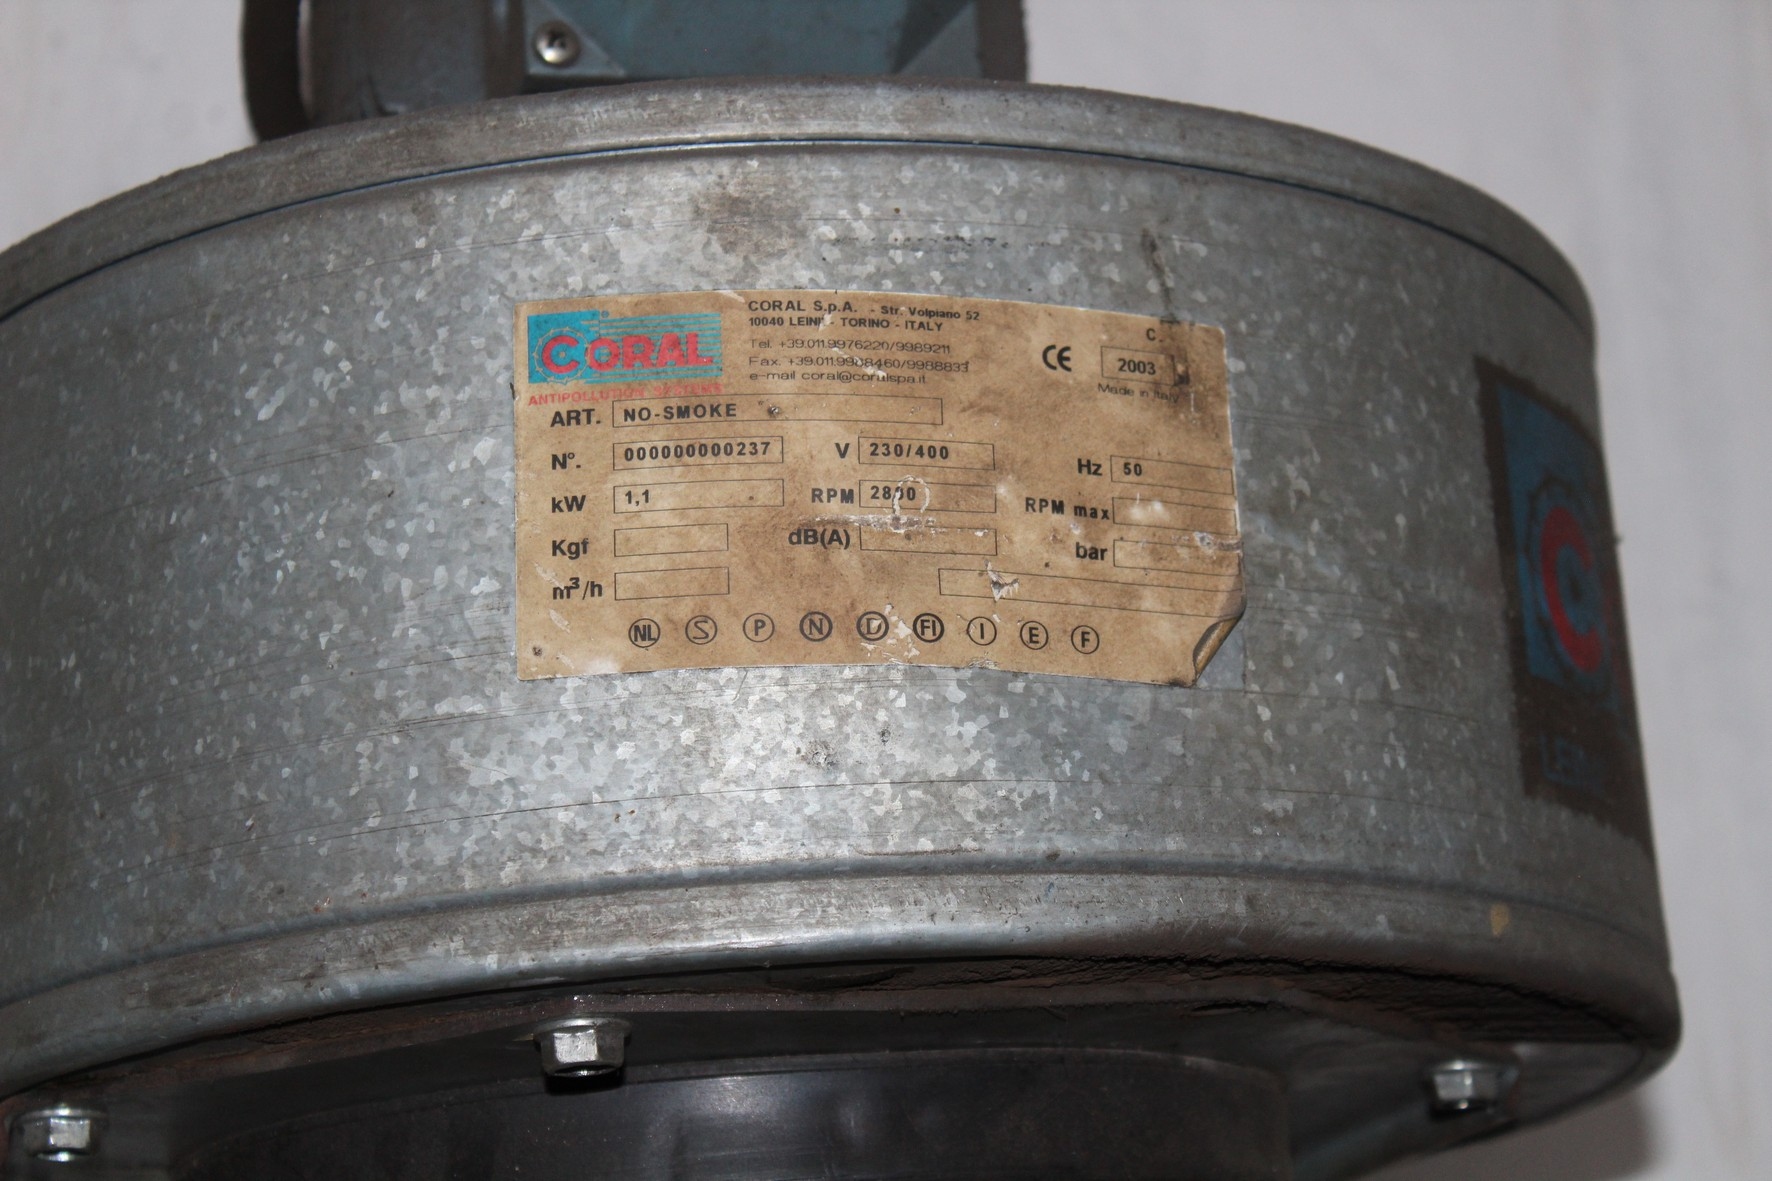 CORAL
ANTIPOLLUTION SYSTEMS
CORAL S.p.A. - Str. Volpiano 52
10040 LEINI' - TORINO - ITALY
Tel. +39.011.9976220/9989211
Fax. +39.011.9988460/9988833
e-mail coral@coralspa.it
CE
C.
2003
Made in Italy
ART. NO-SMOKE
N°. 000000000237 V 230/400 Hz 50
kW 1,1 RPM 2800 RPM max
Kgf dB(A) bar
m³/h
NL S P N D FI I E F
C